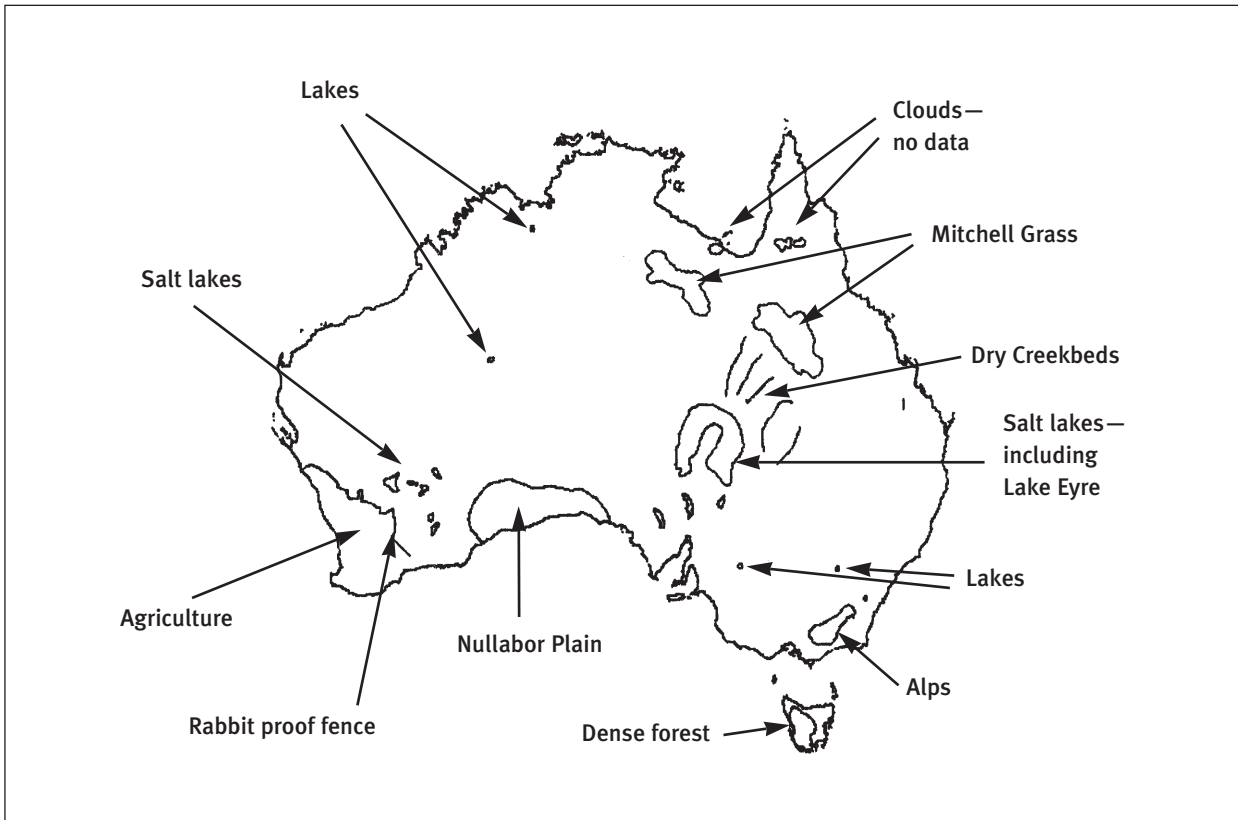 Lakes
Clouds—
no data
Mitchell Grass
Salt lakes
Dry Creekbeds
Salt lakes—
including
Lake Eyre
Lakes
Agriculture
Nullabor Plain
Alps
Rabbit proof fence
Dense forest